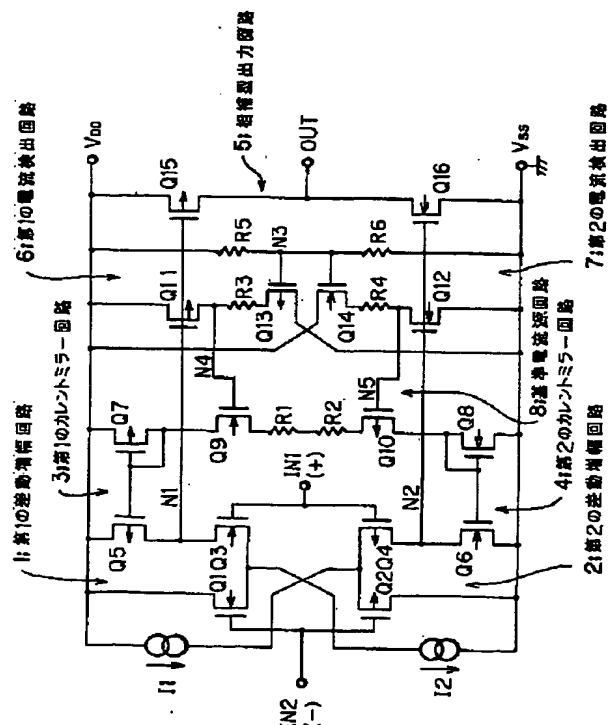 1;第1の差動増幅回路
3;第1のカレントミラー回路
6;第1の電流検出回路
5;相補型出力回路
VDD
Q5
Q7
Q11
Q15
R5
N1
N4
R3
N3
Q13
OUT
Q1
Q3
Q9
R1
R2
IN1
(+)
Q14
R4
R6
IN2
(-)
Q2
Q4
Q10
N5
N2
Q12
Q16
Q6
Q8
I1
I2
VSS
2;第2の差動増幅回路
4;第2のカレントミラー回路
8;基準電流源回路
7;第2の電流検出回路